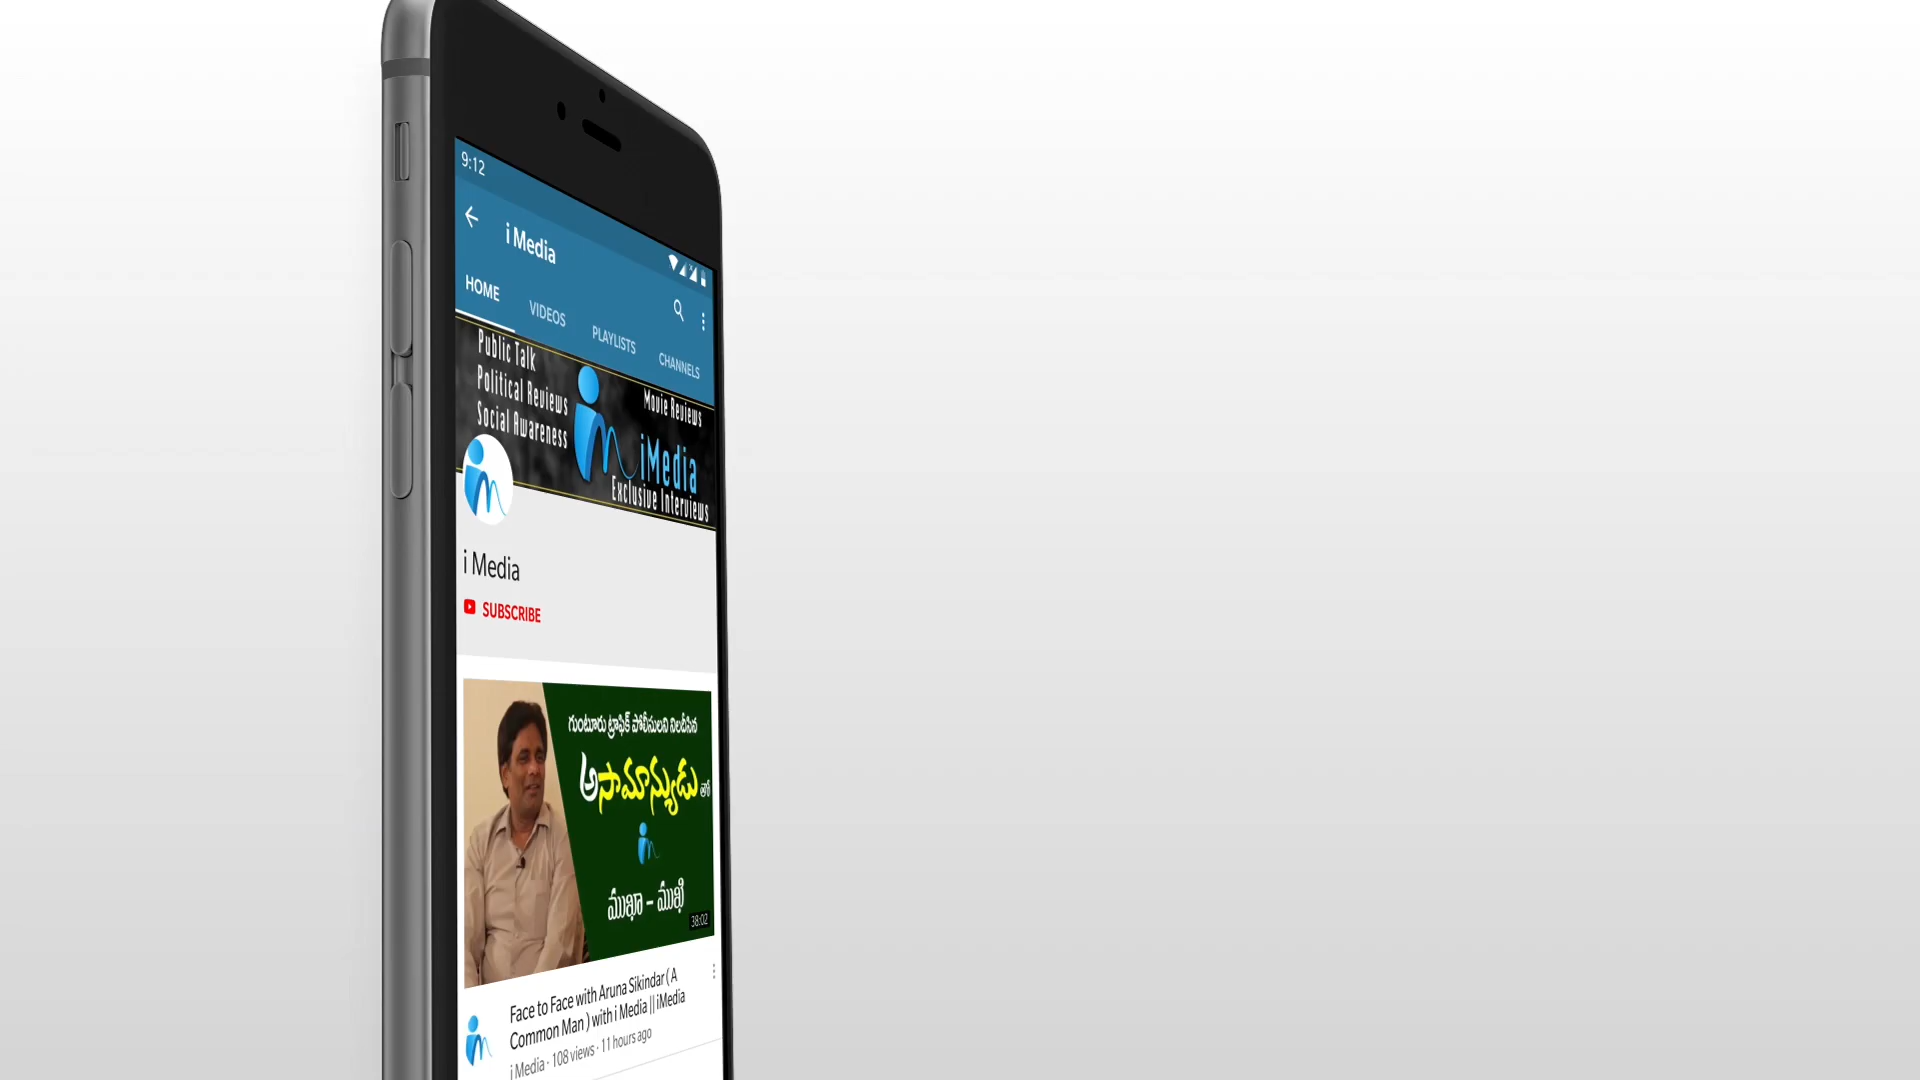 9:12
i Media
HOME
VIDEOS
PLAYLISTS
CHANNELS
Public Talk
Political Reviews
Social Awareness
Movie Reviews
iMedia
Exclusive Interviews
i Media
SUBSCRIBE
గుంటూరు ట్రాఫిక్ పోలీసులని నిలదీసిన
అసామాన్యుడు తో
ముఖా - ముఖి
38:02
Face to Face with Aruna Sikindar ( A
Common Man ) with i Media || iMedia
i Media · 108 views · 11 hours ago